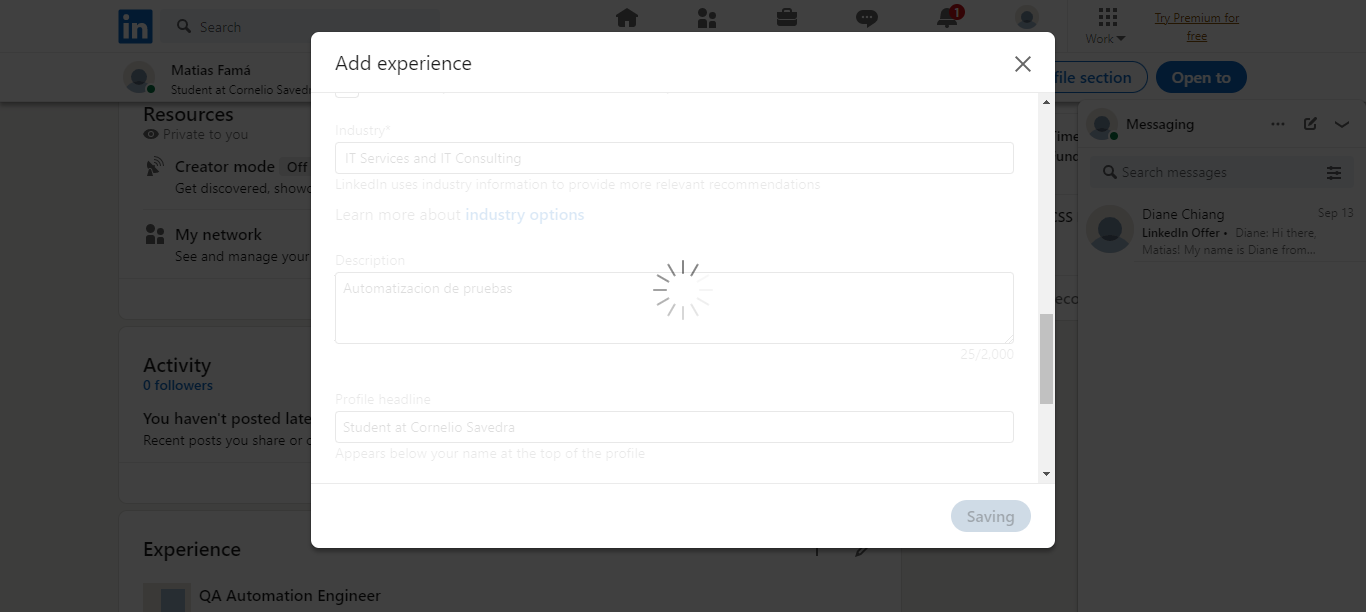 in
Search
1
Work
Try Premium for
free
Matias Famá
Student at Cornelio Saved
file section
Open to
Add experience
Industry*
IT Services and IT Consulting
LinkedIn uses industry information to provide more relevant recommendations
Learn more about industry options
Description
Automatizacion de pruebas
25/2,000
Profile headline
Student at Cornelio Savedra
Appears below your name at the top of the profile
Saving
Resources
Private to you
Creator mode Off
Get discovered, show
My network
See and manage your
Activity
0 followers
You haven't posted late
Recent posts you share or
Experience
QA Automation Engineer
Messaging
Search messages
Diane Chiang
Sep 13
LinkedIn Offer • Diane: Hi there,
Matias! My name is Diane from...